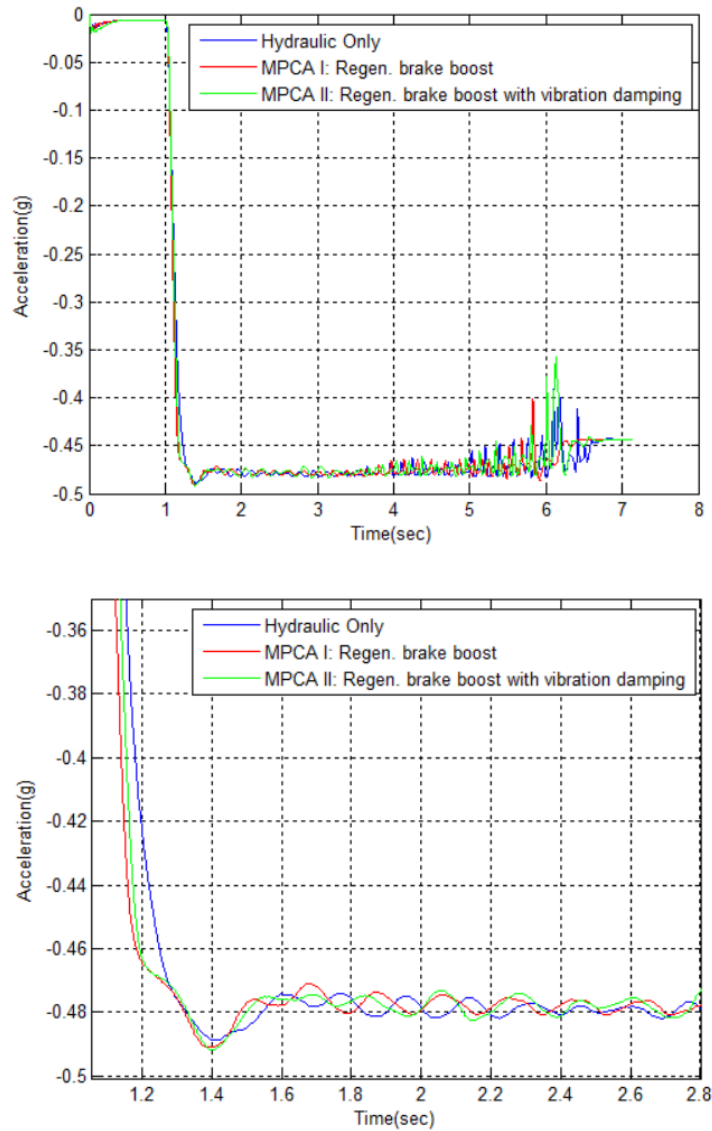 0
-0.05
-0.1
-0.15
-0.2
-0.25
-0.3
-0.35
-0.4
-0.45
-0.5
Acceleration(g)
Hydraulic Only
MPCA I: Regen. brake boost
MPCA II: Regen. brake boost with vibration damping
0 1 2 3 4 5 6 7 8
Time(sec)
-0.36
-0.38
-0.4
-0.42
-0.44
-0.46
-0.48
-0.5
Acceleration(g)
Hydraulic Only
MPCA I: Regen. brake boost
MPCA II: Regen. brake boost with vibration damping
1.2 1.4 1.6 1.8 2 2.2 2.4 2.6 2.8
Time(sec)